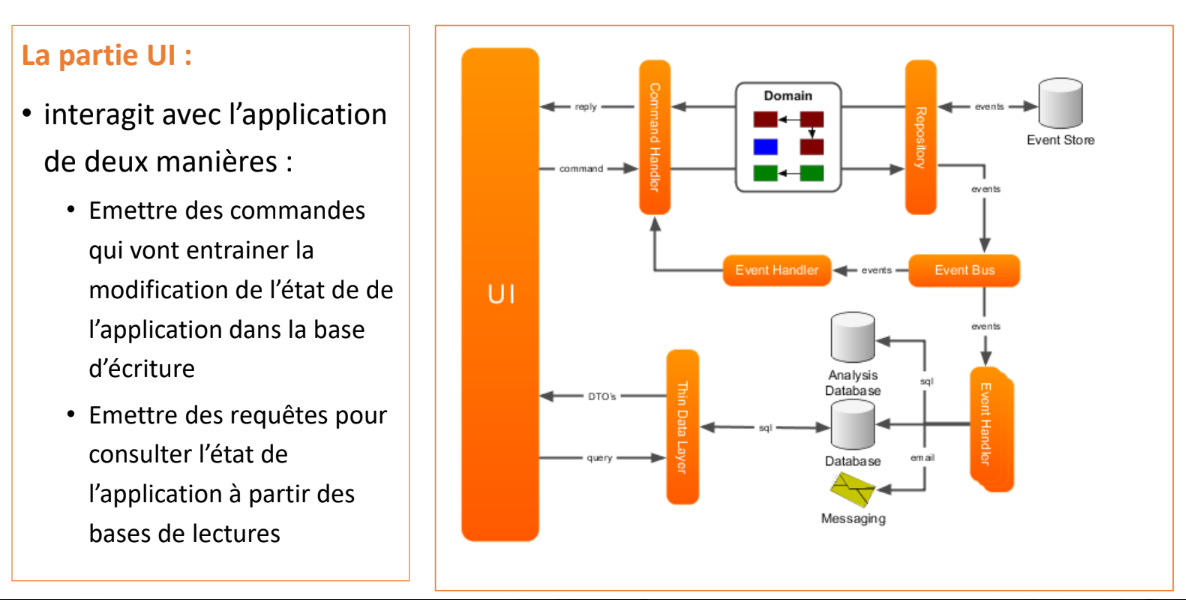 La partie UI :
• interagit avec l’application
de deux manières :
• Emettre des commandes
qui vont entrainer la
modification de l’état de de
l’application dans la base
d’écriture
• Emettre des requêtes pour
consulter l’état de
l’application à partir des
bases de lectures
UI
reply
command
Command Handler
Domain
Repository
events
Event Store
events
Event Handler
events
Event Bus
events
Analysis
Database
sql
Event Handler
DTO's
query
Thin Data Layer
sql
Database
email
Messaging